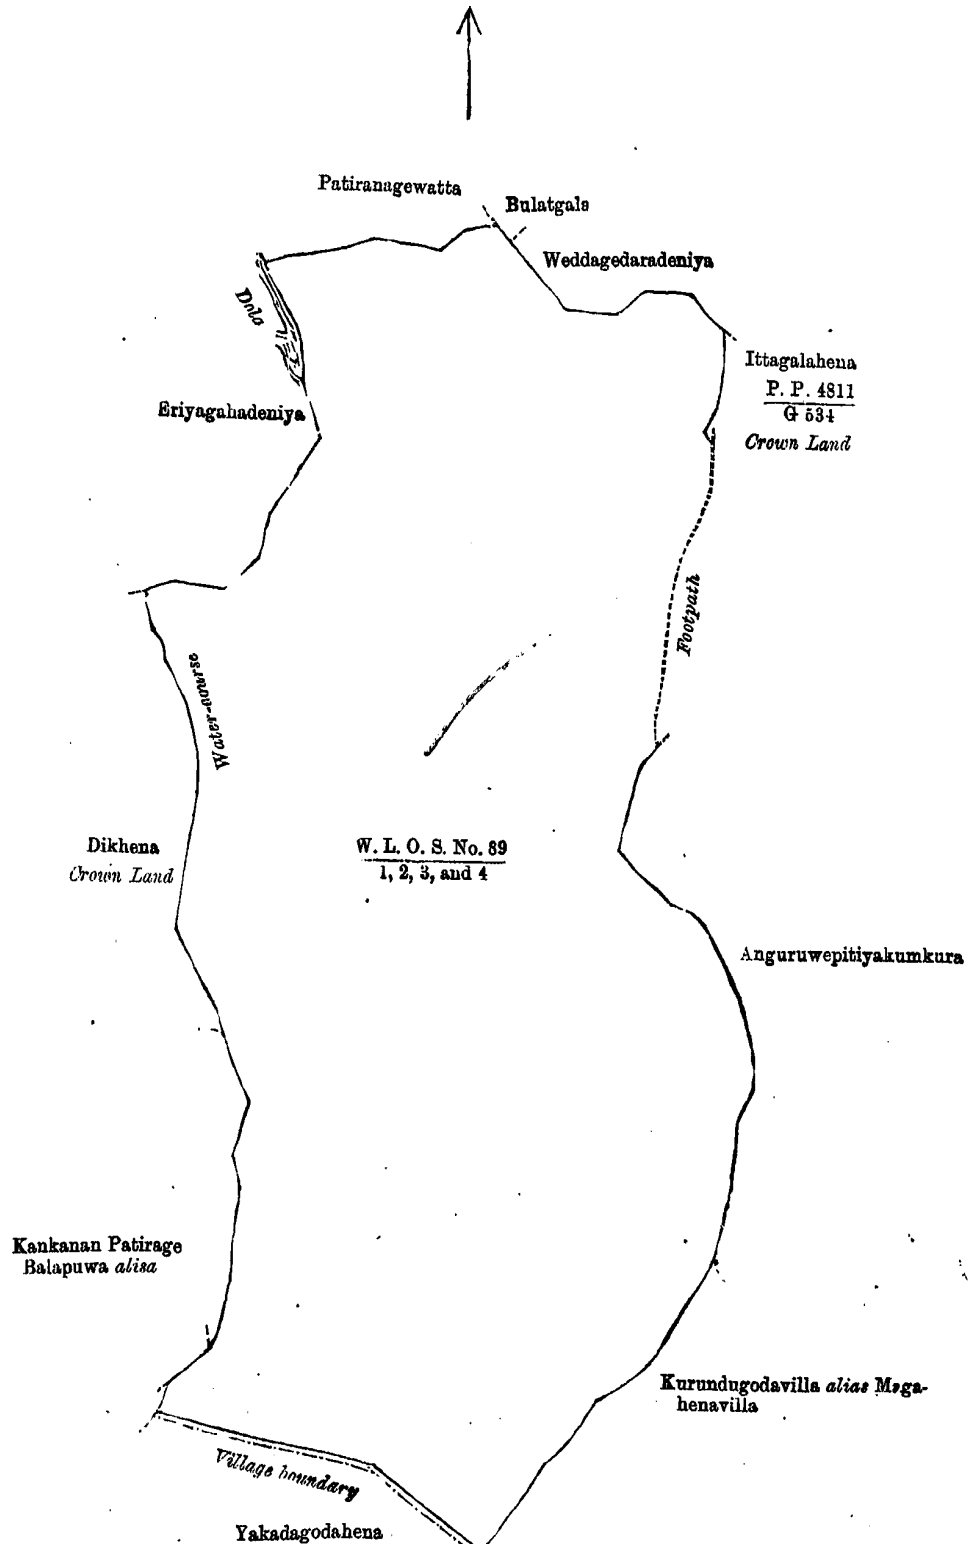 Patiranagewatta
Bulatgala
Weddagedaradeniya
Dola
Ittagalahena
P. P. 4811
G 534
Crown Land
Eriyagahadeniya
Footpath
Water-course
Dikhena
Crown Land
W. L. O. S. No. 89
1, 2, 3, and 4
Anguruwepitiyakumkura
Kankanan Patirage
Balapuwa alisa
Kurundugodavilla alias Mega-
henavilla
Village boundary
Yakadagodahena